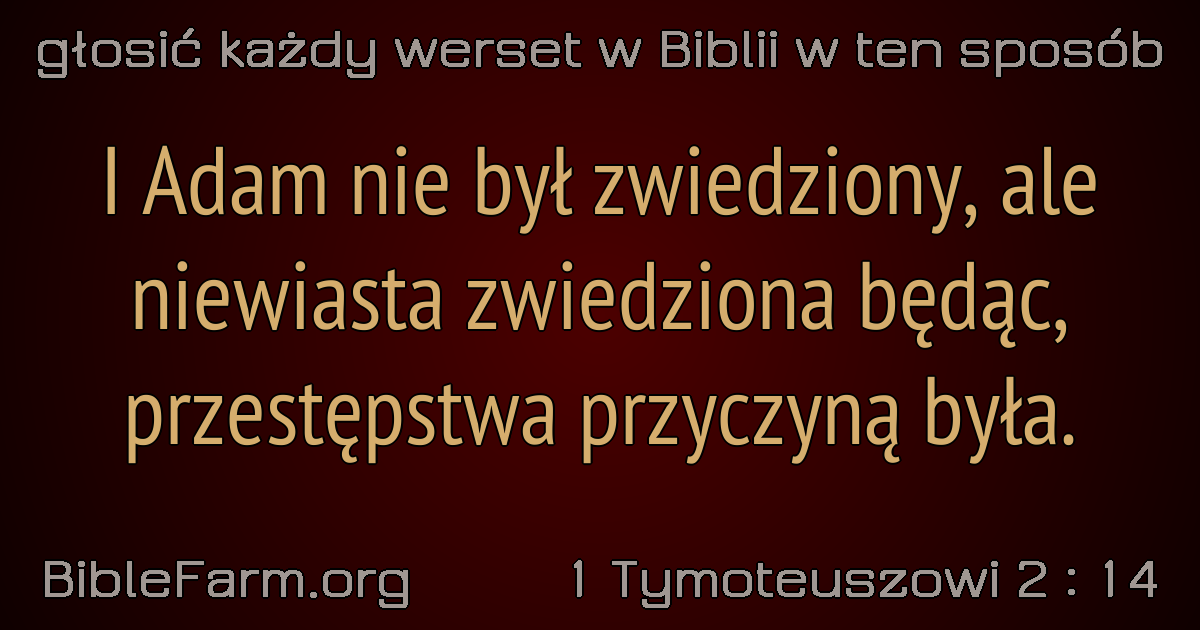 głosić każdy werset w Biblii w ten sposób
I Adam nie był zwiedziony, ale
niewiasta zwiedziona będąc,
przestępstwa przyczyną była.
BibleFarm.org
1 Tymoteuszowi 2 : 14